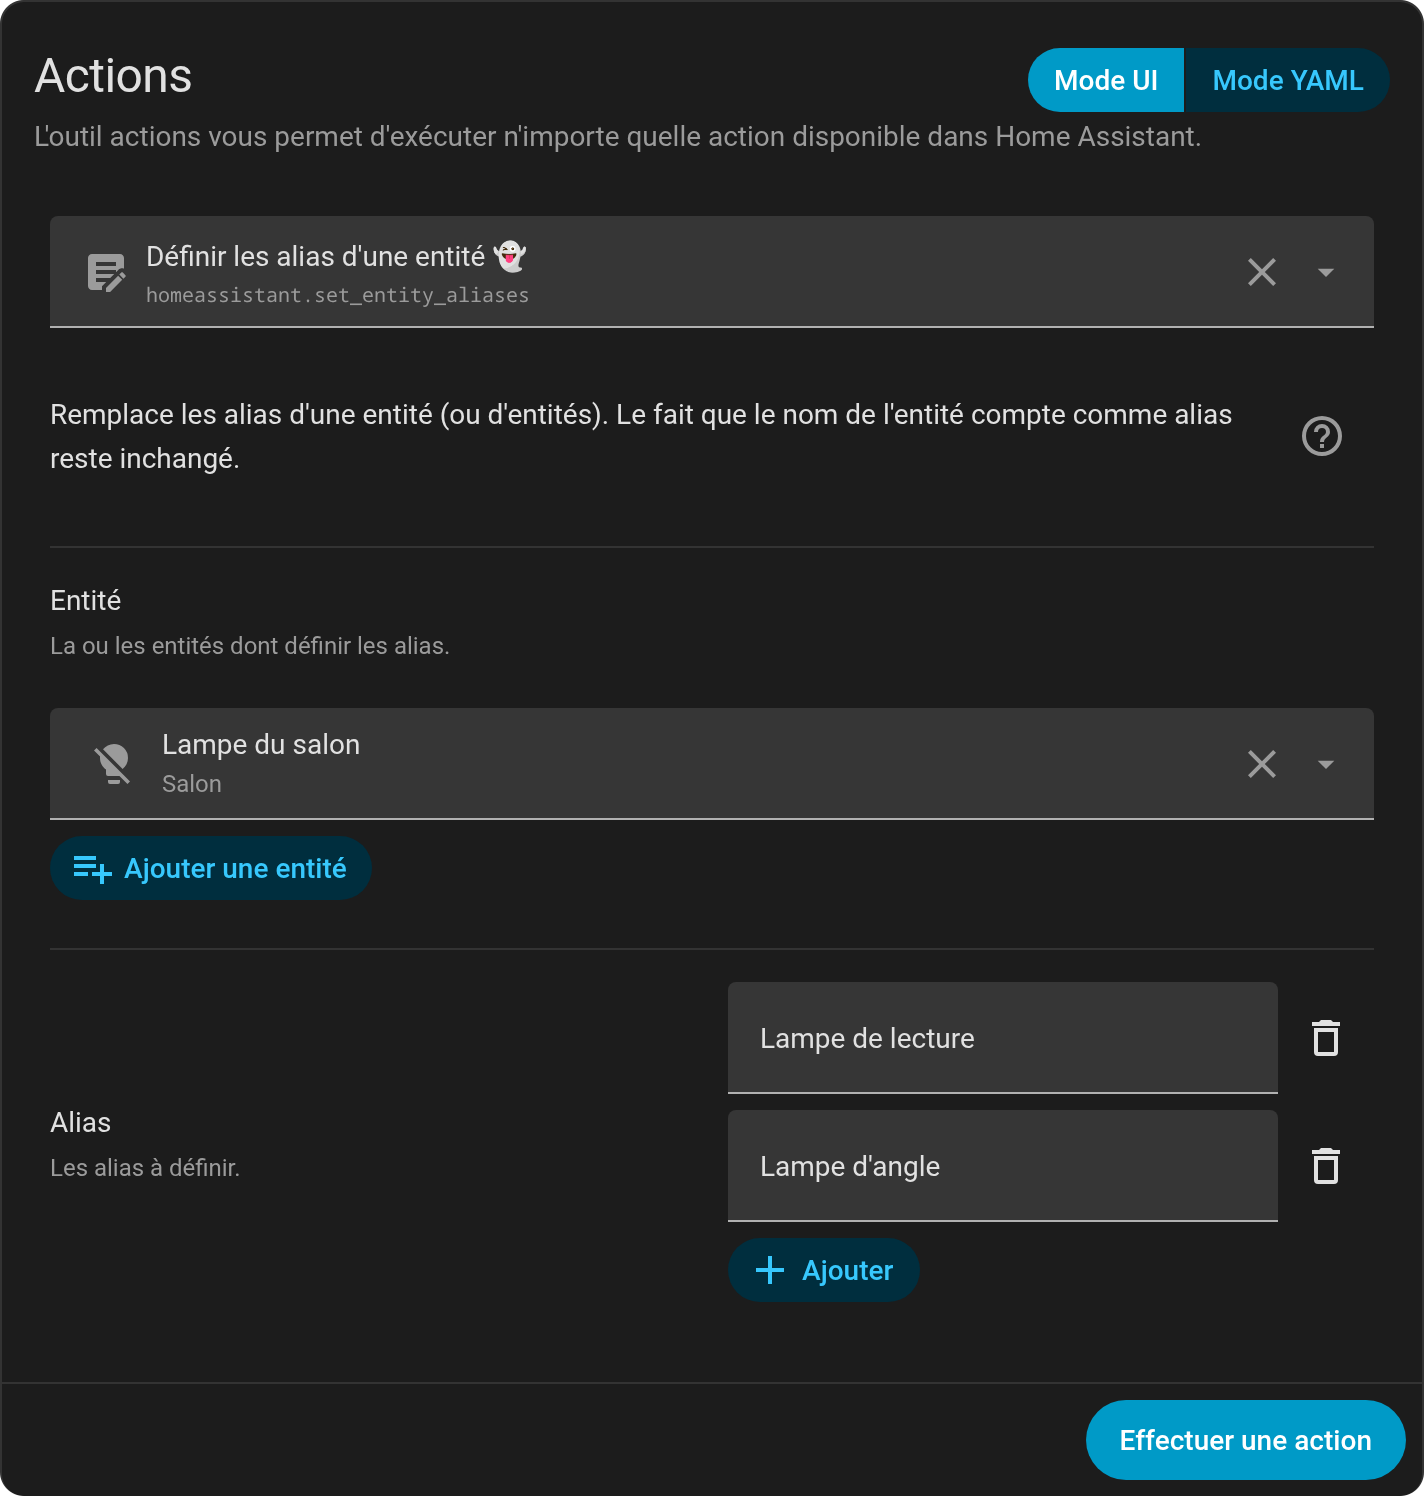 Actions
Mode UI
Mode YAML
L'outil actions vous permet d'exécuter n'importe quelle action disponible dans Home Assistant.
Définir les alias d'une entité 👻
homeassistant.set_entity_aliases
Remplace les alias d'une entité (ou d'entités). Le fait que le nom de l'entité compte comme alias
reste inchangé.
Entité
La ou les entités dont définir les alias.
Lampe du salon
Salon
Ajouter une entité
Alias
Les alias à définir.
Lampe de lecture
Lampe d'angle
Ajouter
Effectuer une action